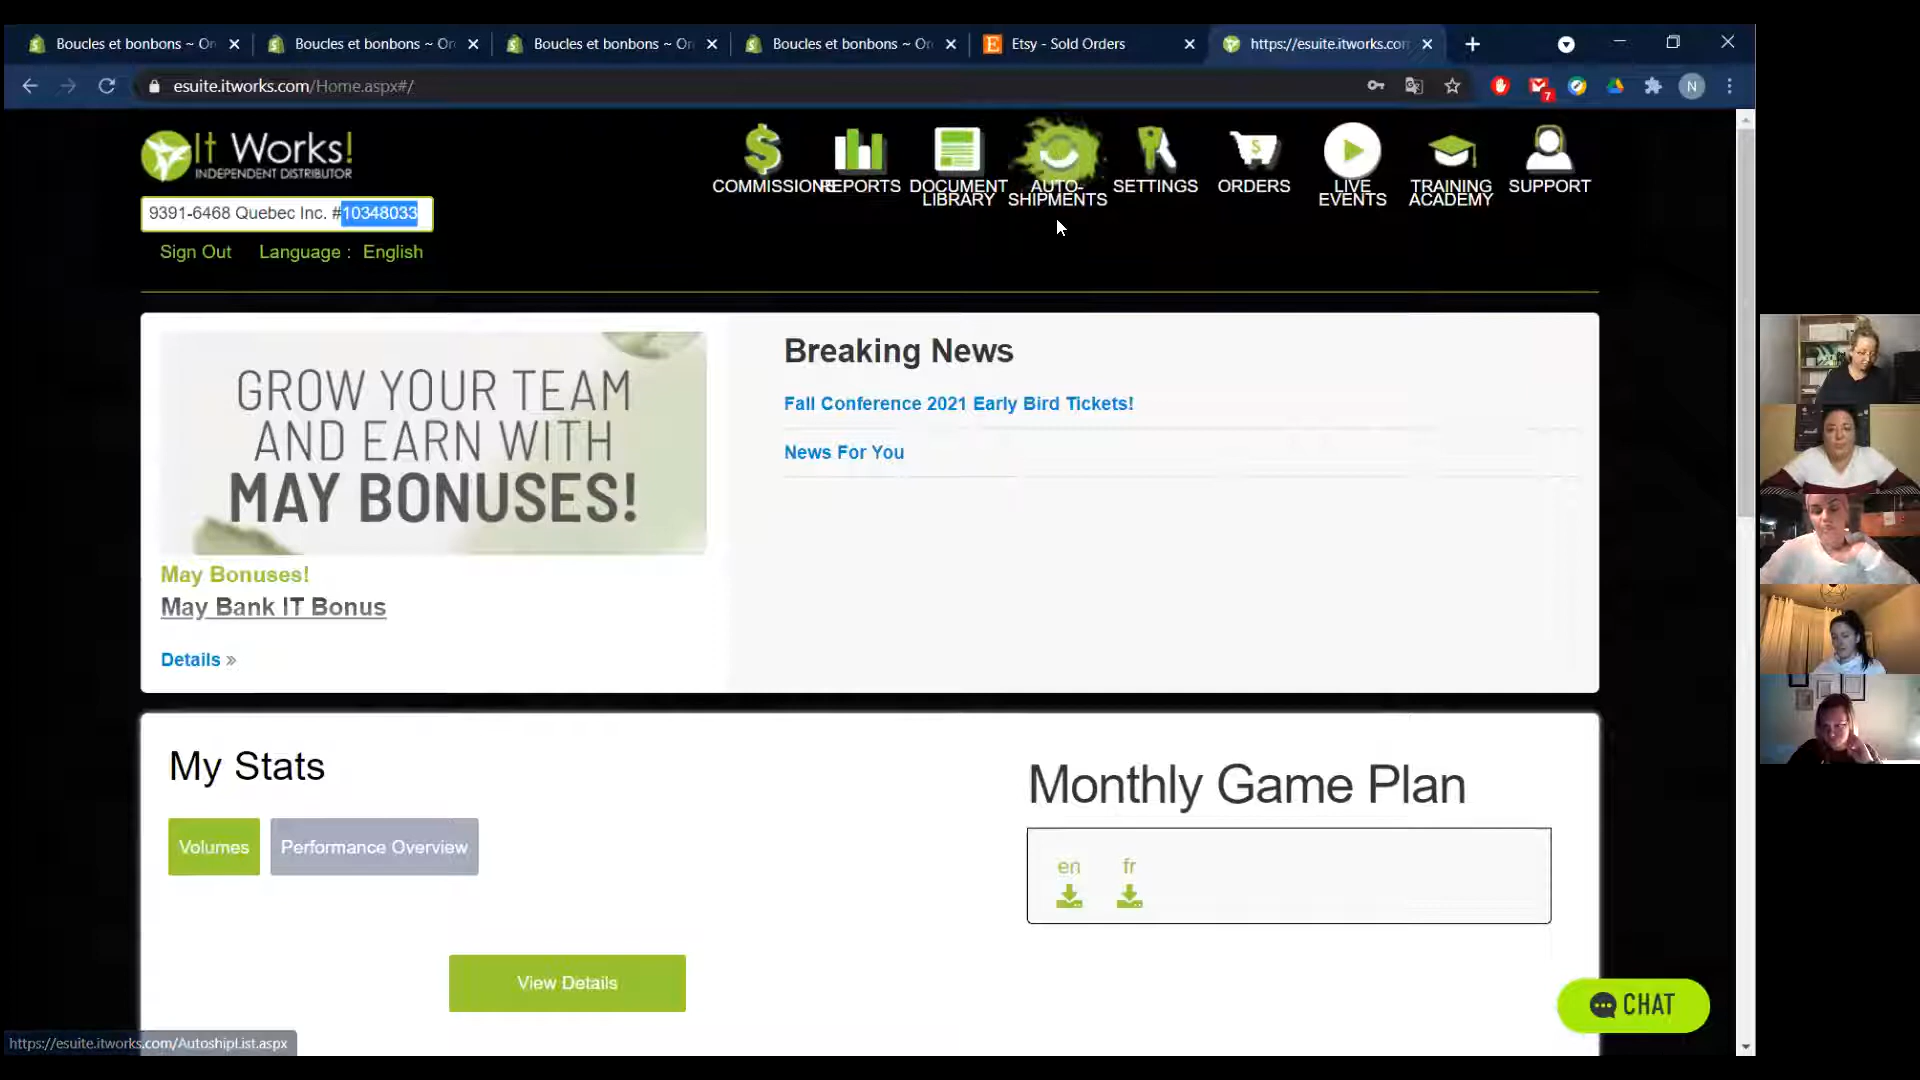 Boucles et bonbons ~ Or
Boucles et bonbons ~ Or
Boucles et bonbons ~ Or
Boucles et bonbons ~ Or
Etsy - Sold Orders
https://esuite.itworks.com
esuite.itworks.com/Home.aspx#/
7
N
It Works!
INDEPENDENT DISTRIBUTOR
COMMISSIONS
REPORTS
DOCUMENT
LIBRARY
AUTO-
SHIPMENTS
SETTINGS
ORDERS
LIVE
EVENTS
TRAINING
ACADEMY
SUPPORT
9391-6468 Quebec Inc. #10348033
Sign Out Language : English
GROW YOUR TEAM
AND EARN WITH
MAY BONUSES!
May Bonuses!
May Bank IT Bonus
Details »
Breaking News
Fall Conference 2021 Early Bird Tickets!
News For You
My Stats
Volumes
Performance Overview
View Details
Monthly Game Plan
en fr
CHAT
https://esuite.itworks.com/AutoshipList.aspx